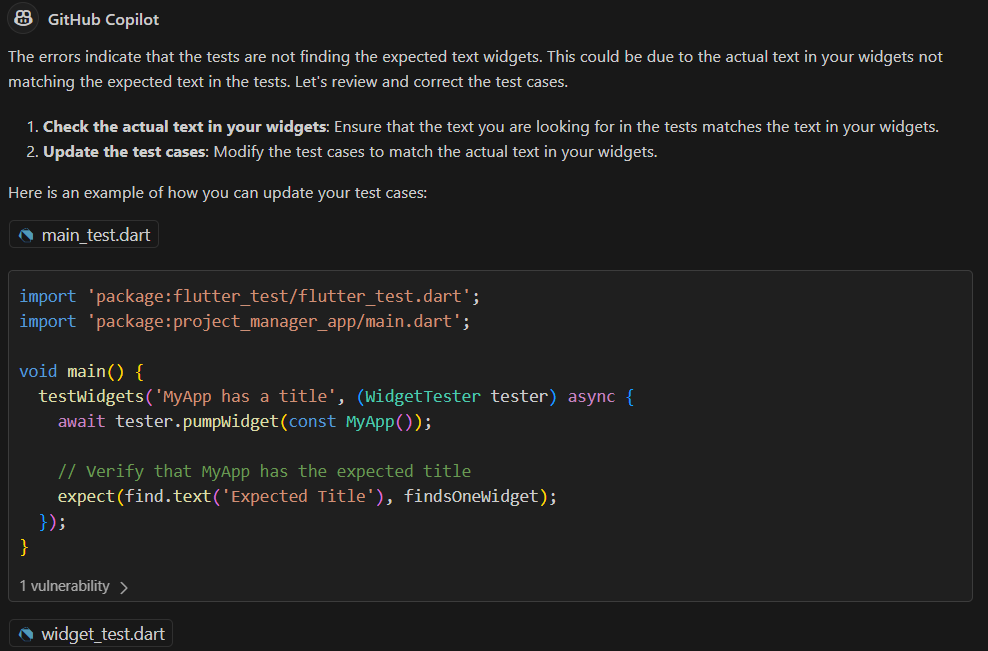 GitHub Copilot
The errors indicate that the tests are not finding the expected text widgets. This could be due to the actual text in your widgets not
matching the expected text in the tests. Let's review and correct the test cases.
1. Check the actual text in your widgets: Ensure that the text you are looking for in the tests matches the text in your widgets.
2. Update the test cases: Modify the test cases to match the actual text in your widgets.
Here is an example of how you can update your test cases:
main_test.dart
import 'package:flutter_test/flutter_test.dart';
import 'package:project_manager_app/main.dart';
void main() {
  testWidgets('MyApp has a title', (WidgetTester tester) async {
    await tester.pumpWidget(const MyApp());
    // Verify that MyApp has the expected title
    expect(find.text('Expected Title'), findsOneWidget);
  });
}
1 vulnerability
widget_test.dart